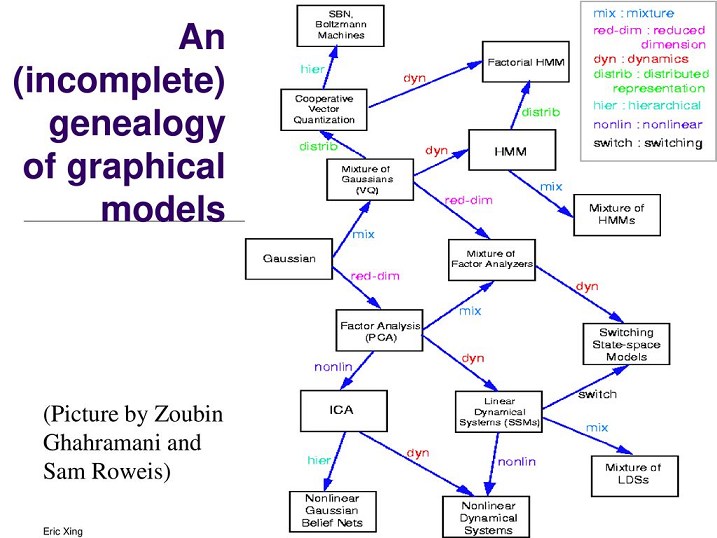 An
(incomplete)
genealogy
of graphical
models
(Picture by Zoubin
Ghahramani and
Sam Roweis)
Eric Xing
mix : mixture
red-dim : reduced
dimension
dyn : dynamics
distrib : distributed
representation
hier : hierarchical
nonlin : nonlinear
switch : switching
SBN,
Boltzmann
Machines
hier
dyn
Factorial HMM
Cooperative
Vector
Quantization
distrib
distrib
dyn
HMM
Mixture of
Gaussians
(VQ)
mix
red-dim
Mixture of
HMMs
mix
Gaussian
Mixture of
Factor Analyzers
red-dim
dyn
mix
Factor Analysis
(PCA)
Switching
State-space
Models
nonlin
dyn
switch
ICA
Linear
Dynamical
Systems (SSMs)
mix
hier
dyn
nonlin
Mixture of
LDSs
Nonlinear
Gaussian
Belief Nets
Nonlinear
Dynamical
Systems